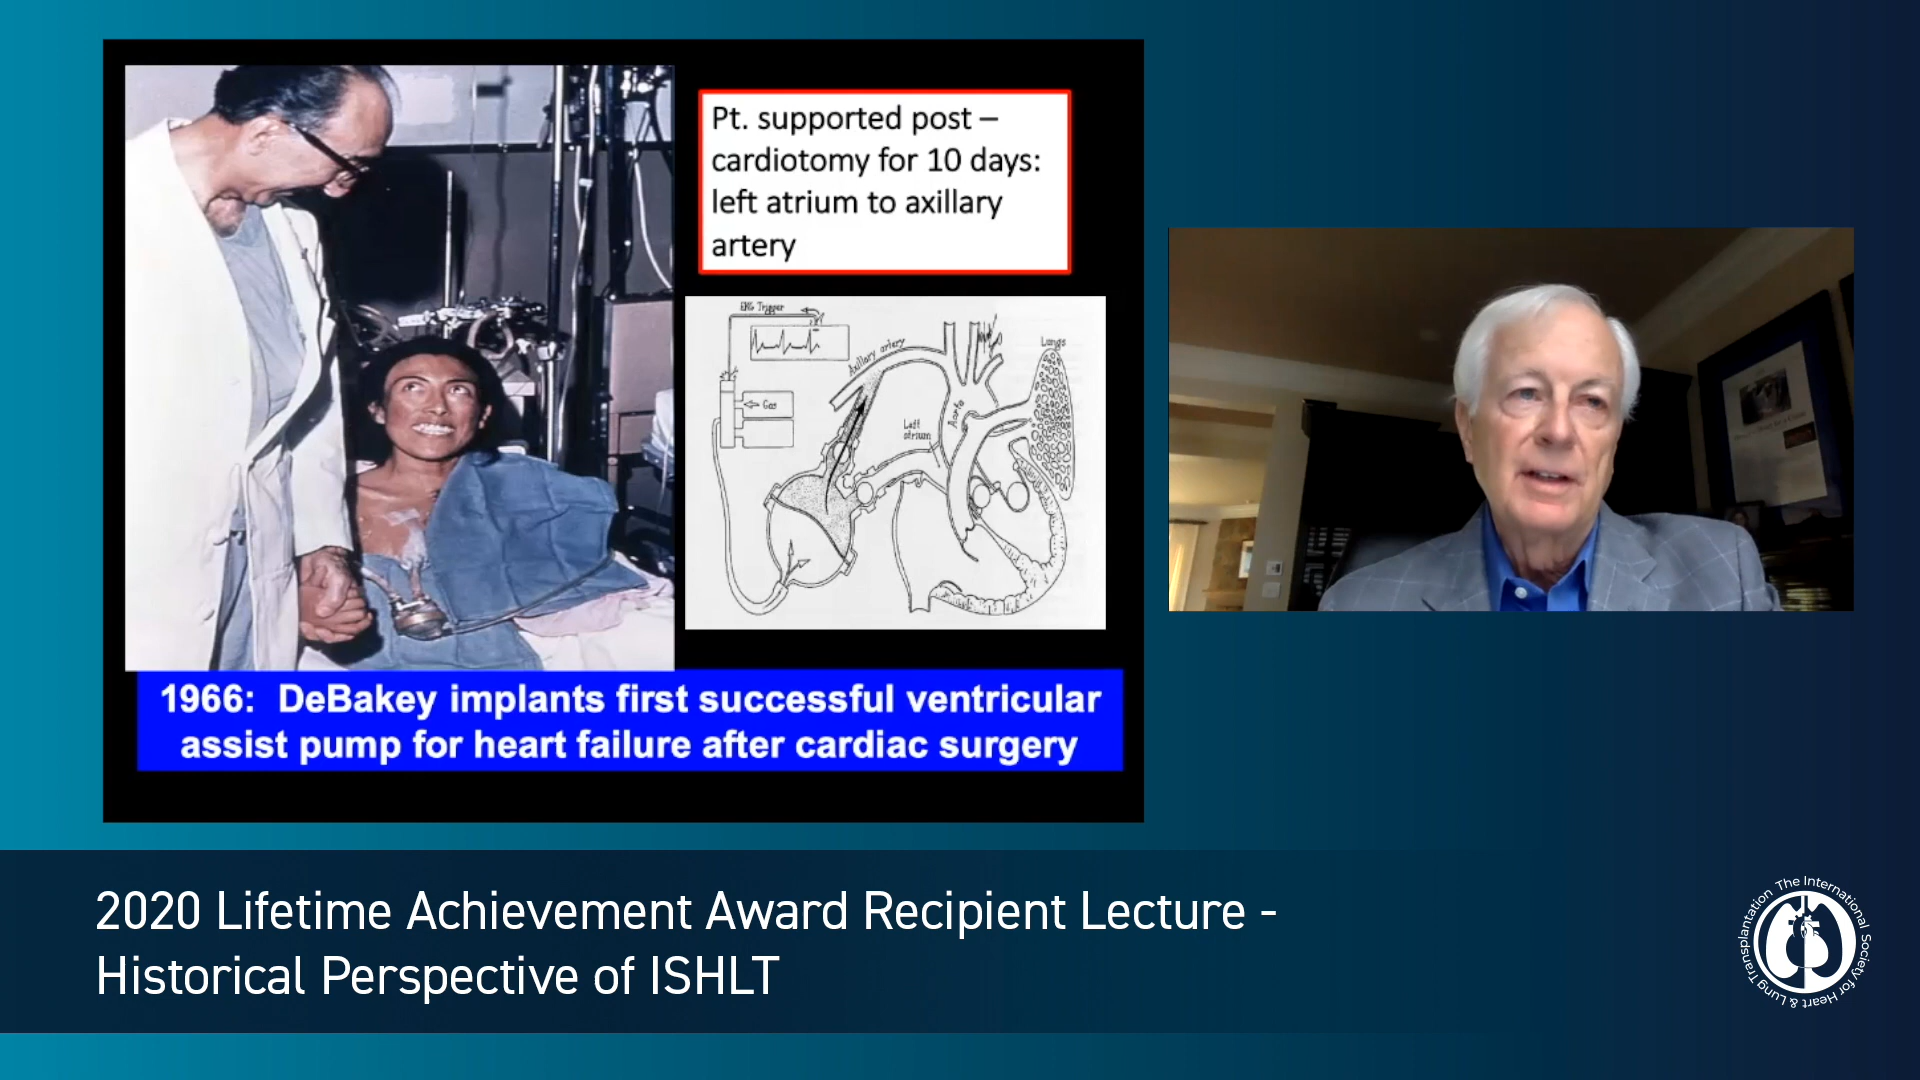 Pt. supported post –
cardiotomy for 10 days:
left atrium to axillary
artery
EKG Trigger
Axillary artery
Lungs
Gas
Left
atrium
Aorta
1966: DeBakey implants first successful ventricular
assist pump for heart failure after cardiac surgery
2020 Lifetime Achievement Award Recipient Lecture -
Historical Perspective of ISHLT
The International Society for Heart & Lung Transplantation